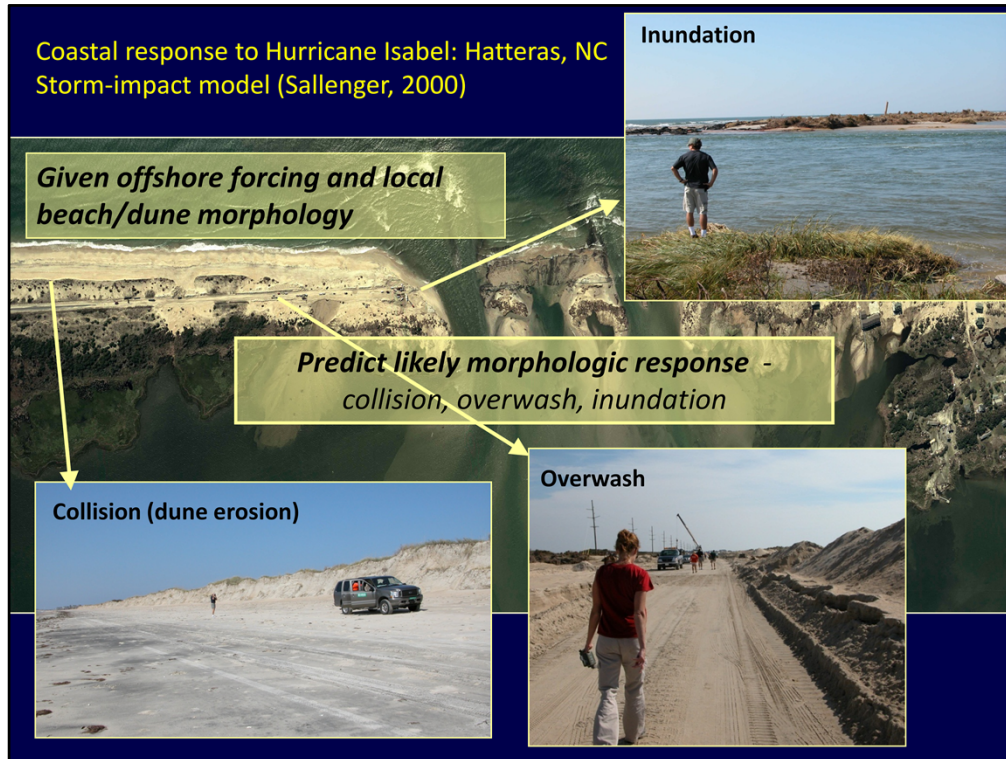 Coastal response to Hurricane Isabel: Hatteras, NC
Storm-impact model (Sallenger, 2000)
Inundation
Given offshore forcing and local
beach/dune morphology
Predict likely morphologic response -
collision, overwash, inundation
Collision (dune erosion)
Overwash